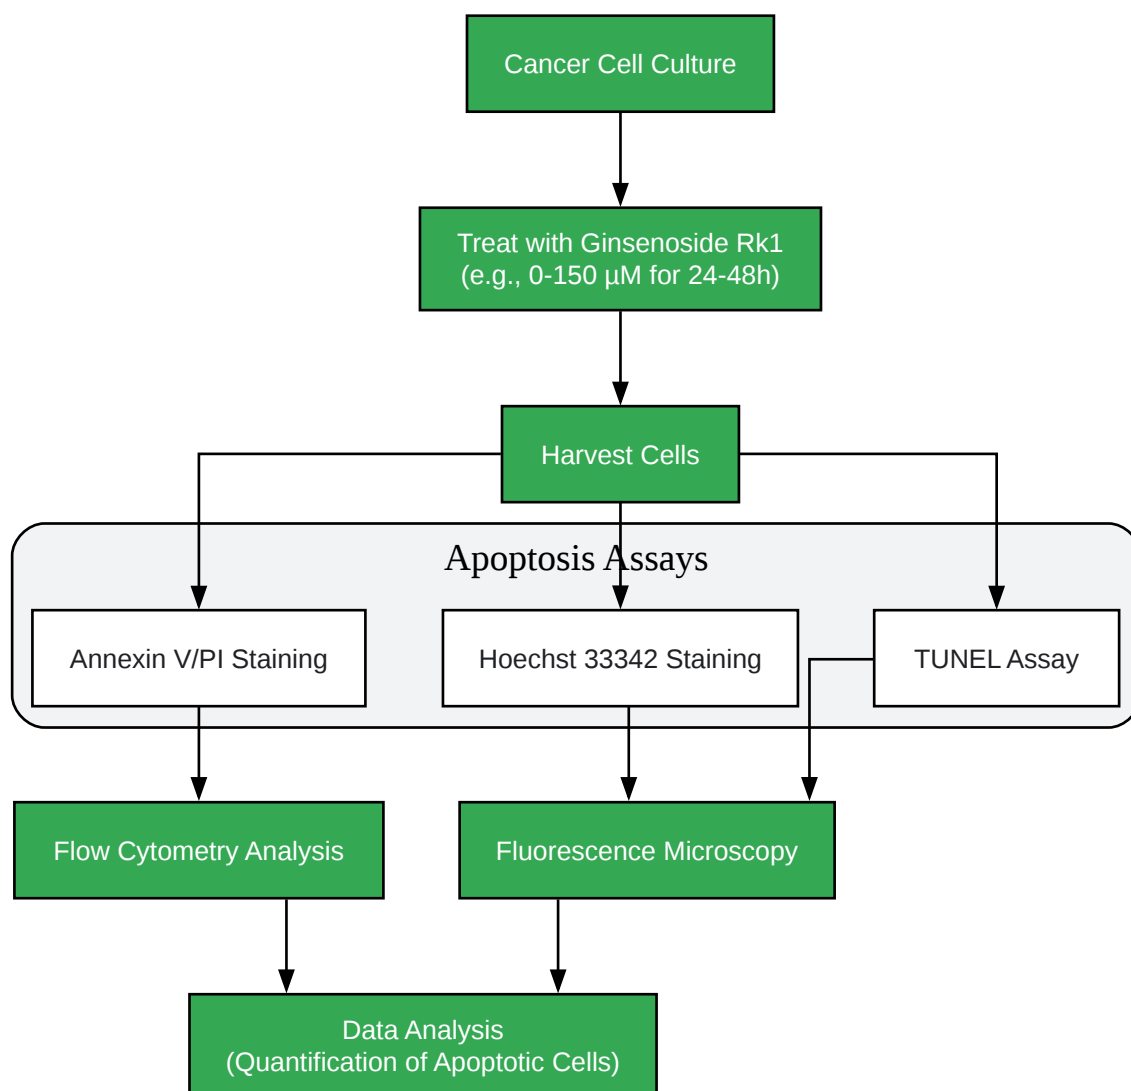 Cancer Cell Culture
Treat with Ginsenoside Rk1
(e.g., 0-150 µM for 24-48h)
Harvest Cells
Apoptosis Assays
Annexin V/PI Staining
Hoechst 33342 Staining
TUNEL Assay
Flow Cytometry Analysis
Fluorescence Microscopy
Data Analysis
(Quantification of Apoptotic Cells)